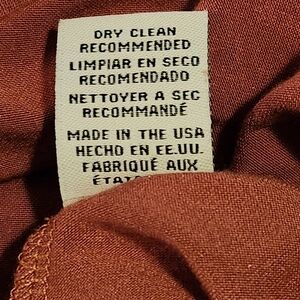 DRY CLEAN
RECOMMENDED
LIMPIAR EN SECO
RECOMENDADO
NETTOYER A SEC
RECOMMANDÉ
MADE IN THE USA
HECHO EN EE.UU.
FABRIQUÉ AUX